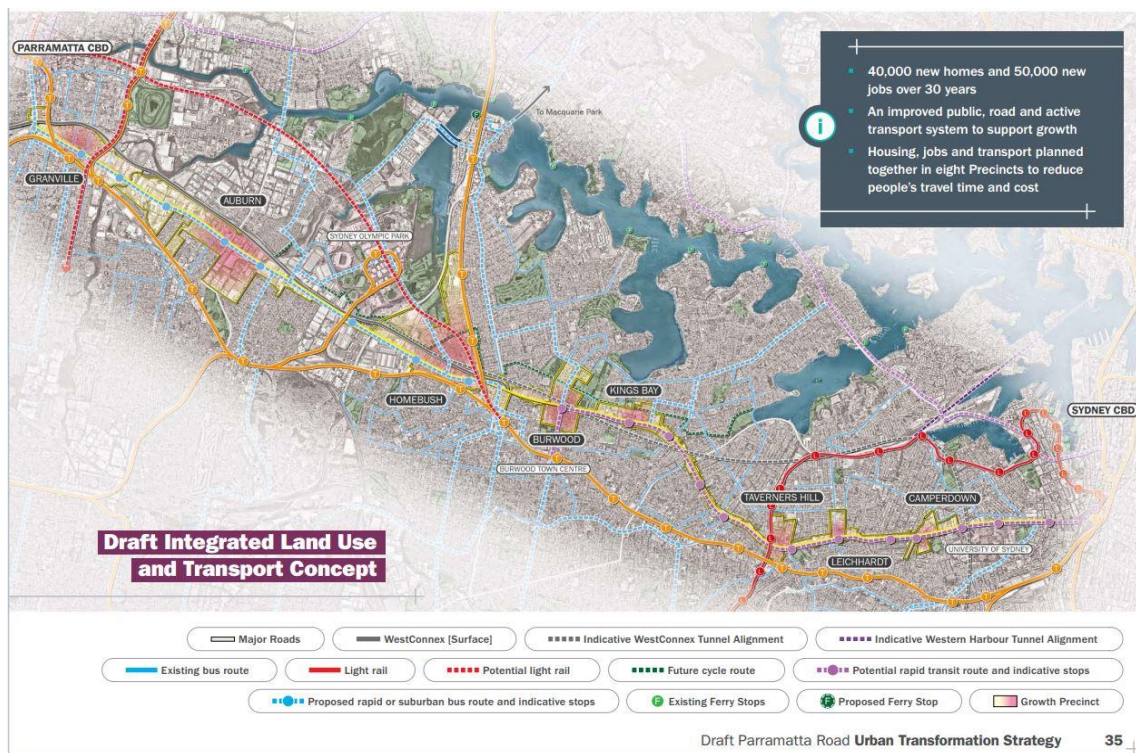 PARRAMATTA CBD
40,000 new homes and 50,000 new
jobs over 30 years
An improved public, road and active
transport system to support growth
Housing, jobs and transport planned
together in eight Precincts to reduce
people's travel time and cost
i
To Macquarie Park
GRANVILLE
AUBURN
SYDNEY OLYMPIC PARK
HOMEBUSH
KINGS BAY
BURWOOD
BURWOOD TOWN CENTRE
SYDNEY CBD
TAVERNERS HILL
CAMPERDOWN
UNIVERSITY OF SYDNEY
LEICHHARDT
Draft Integrated Land Use
and Transport Concept
Major Roads
WestConnex [Surface]
Indicative WestConnex Tunnel Alignment
Indicative Western Harbour Tunnel Alignment
Existing bus route
Light rail
Potential light rail
Future cycle route
Potential rapid transit route and indicative stops
Proposed rapid or suburban bus route and indicative stops
F Existing Ferry Stops
F Proposed Ferry Stop
Growth Precinct
Draft Parramatta Road Urban Transformation Strategy 35